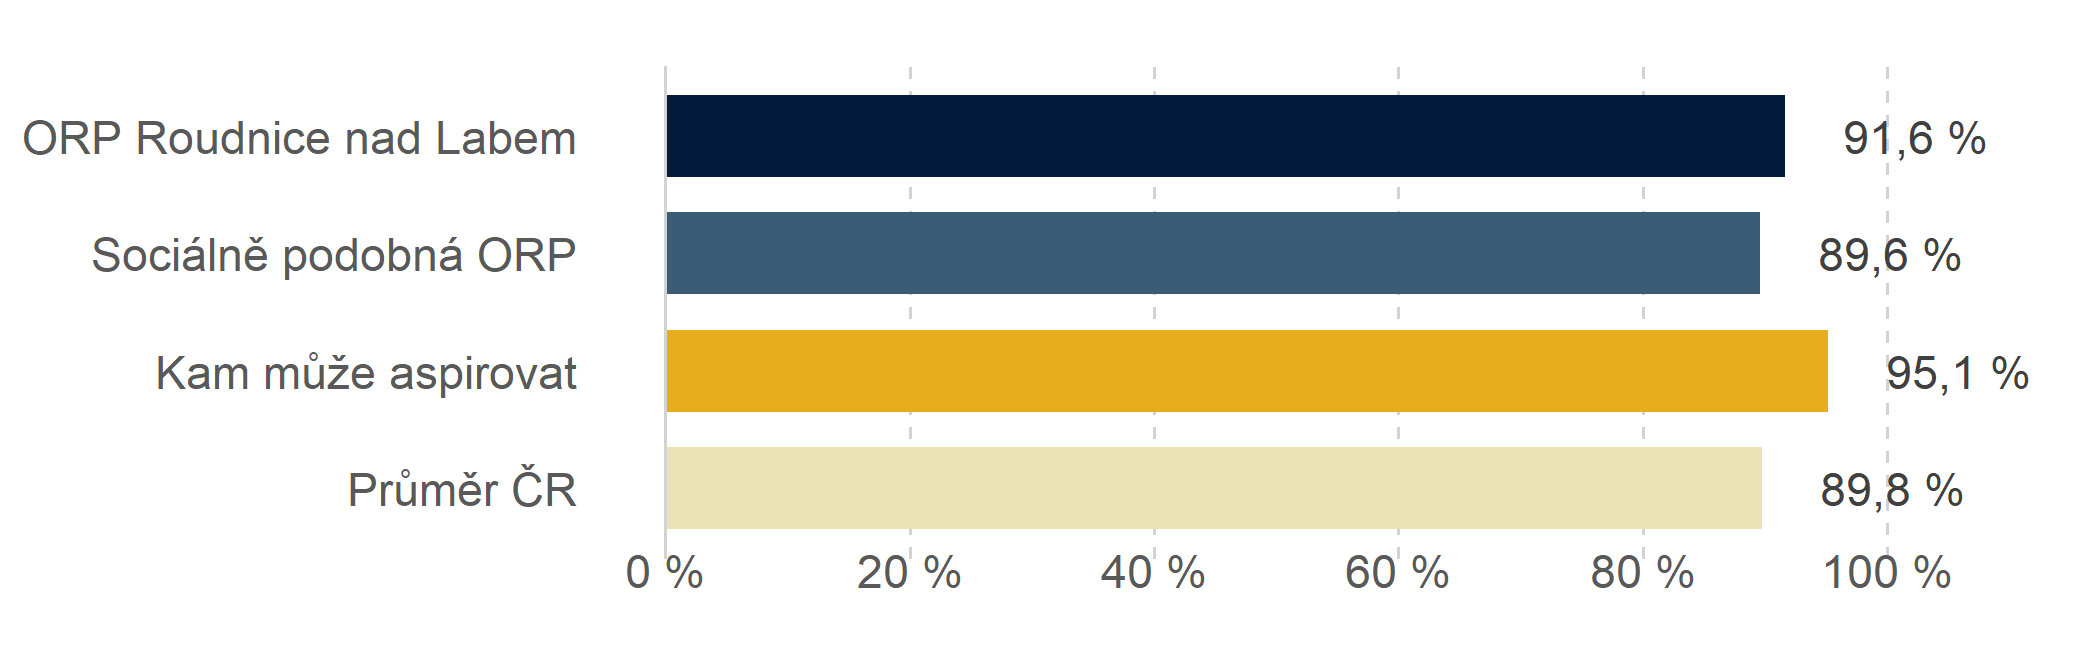 ORP Roudnice nad Labem
91,6 %
Sociálně podobná ORP
89,6 %
Kam může aspirovat
95,1 %
Průměr ČR
89,8 %
0 % 20 % 40 % 60 % 80 % 100 %